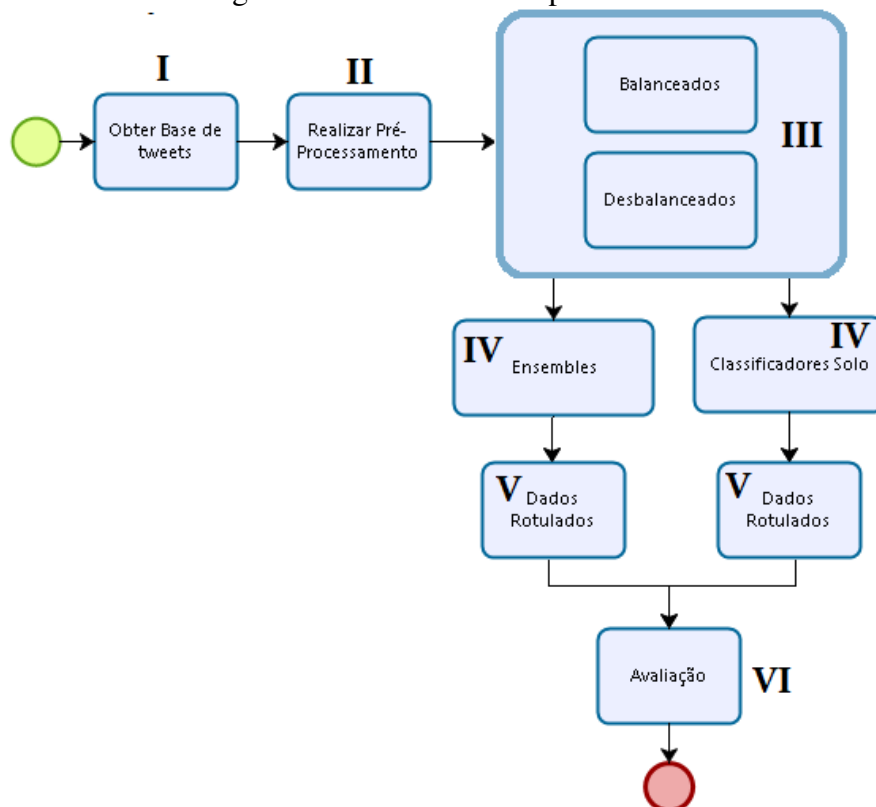 I
II
Obter Base de
tweets
Realizar Pré-
Processamento
Balanceados
III
Desbalanceados
IV
Ensembles
IV
Classificadores Solo
V
Dados
Rotulados
V
Dados
Rotulados
Avaliação
VI